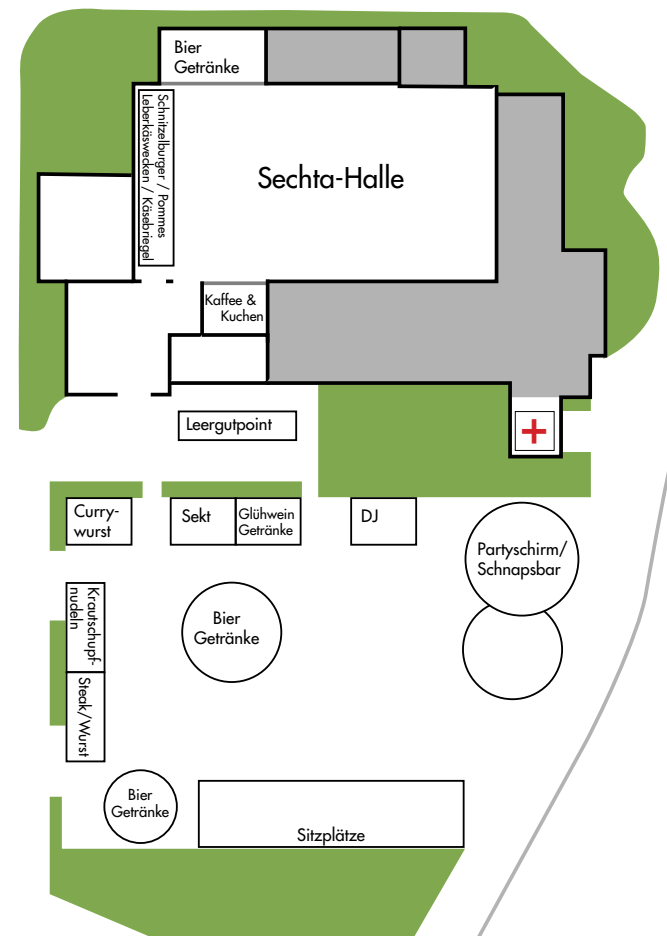 Bier
Getränke
Schnitzelburger / Pommes
Leberkäswecken / Käsebriegel
Sechta-Halle
Kaffee &
Kuchen
Leergutpoint
Curry-
wurst
Sekt
Glühwein
Getränke
DJ
Partyschirm/
Schnapsbar
Krautschupf-
nudeln
Bier
Getränke
Steak/Wurst
Bier
Getränke
Sitzplätze